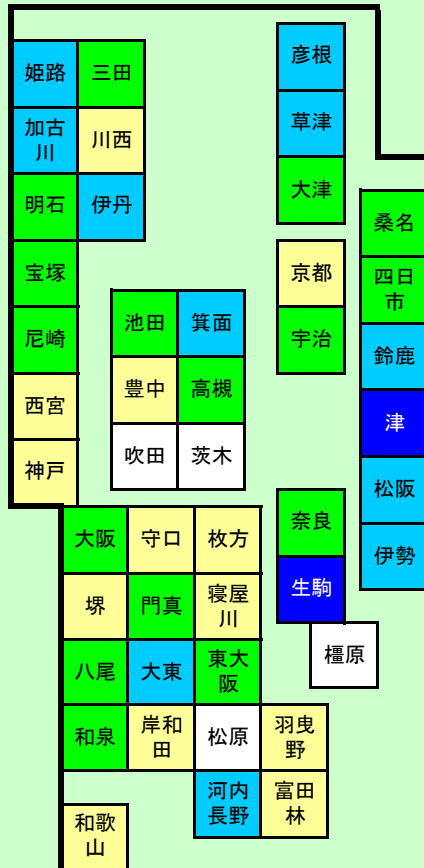 姫路
三田
加古
川
川西
明石
伊丹
宝塚
尼崎
西宮
神戸
彦根
草津
大津
京都
宇治
桑名
四日
市
鈴鹿
津
松阪
伊勢
池田
箕面
豊中
高槻
吹田
茨木
奈良
生駒
橿原
大阪
守口
枚方
堺
門真
寝屋
川
八尾
大東
東大
阪
和泉
岸和
田
松原
羽曳
野
河内
長野
富田
林
和歌
山